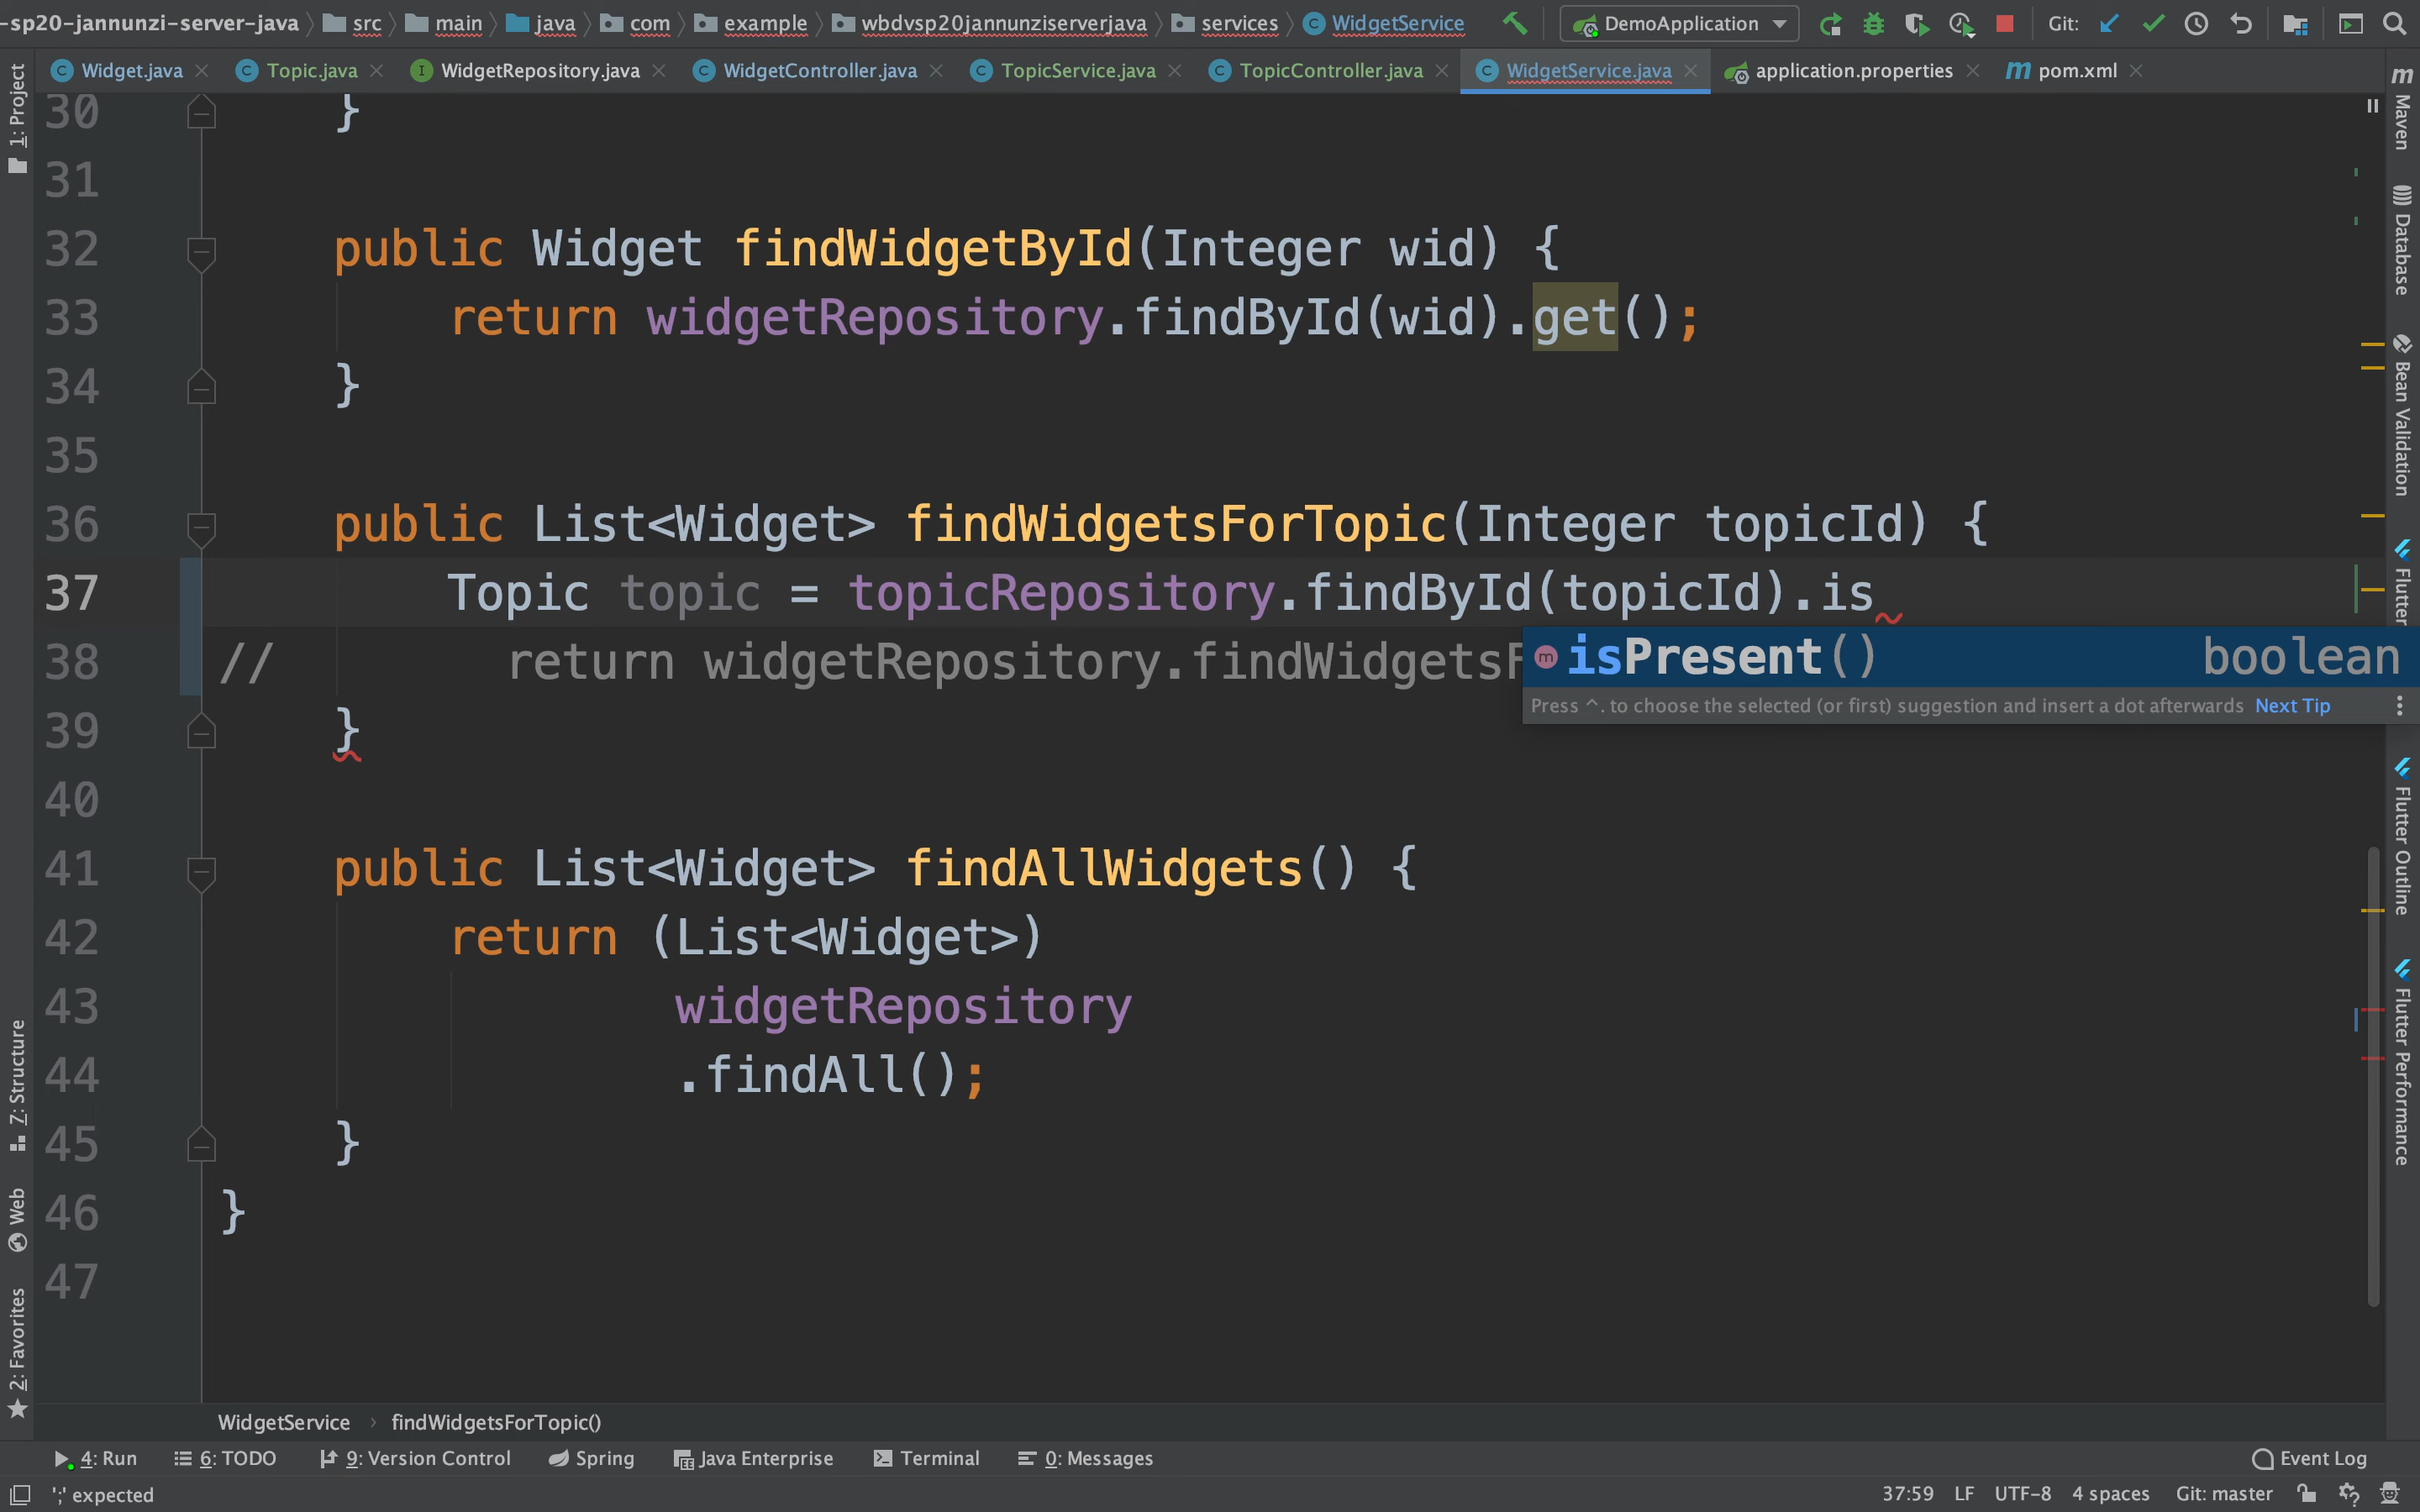 -sp20-jannunzi-server-java src main java com example wbdvsp20jannunziserverjava services WidgetService DemoApplication Git:
Widget.java Topic.java WidgetRepository.java WidgetController.java TopicService.java TopicController.java WidgetService.java application.properties pom.xml
1: Project
Z: Structure
Web
2: Favorites
30 }
31
32 public Widget findWidgetById(Integer wid) {
33 return widgetRepository.findById(wid).get();
34 }
35
36 public List<Widget> findWidgetsForTopic(Integer topicId) {
37 Topic topic = topicRepository.findById(topicId).is
38 // return widgetRepository.findWidgetsF
isPresent() boolean
Press ^. to choose the selected (or first) suggestion and insert a dot afterwards Next Tip
39 }
40
41 public List<Widget> findAllWidgets() {
42 return (List<Widget>)
43 widgetRepository
44 .findAll();
45 }
46 }
47
Maven
Database
Bean Validation
Flutter
Flutter Outline
Flutter Performance
WidgetService findWidgetsForTopic()
4: Run 6: TODO 9: Version Control Spring Java Enterprise Terminal 0: Messages Event Log
';' expected 37:59 LF UTF-8 4 spaces Git: master